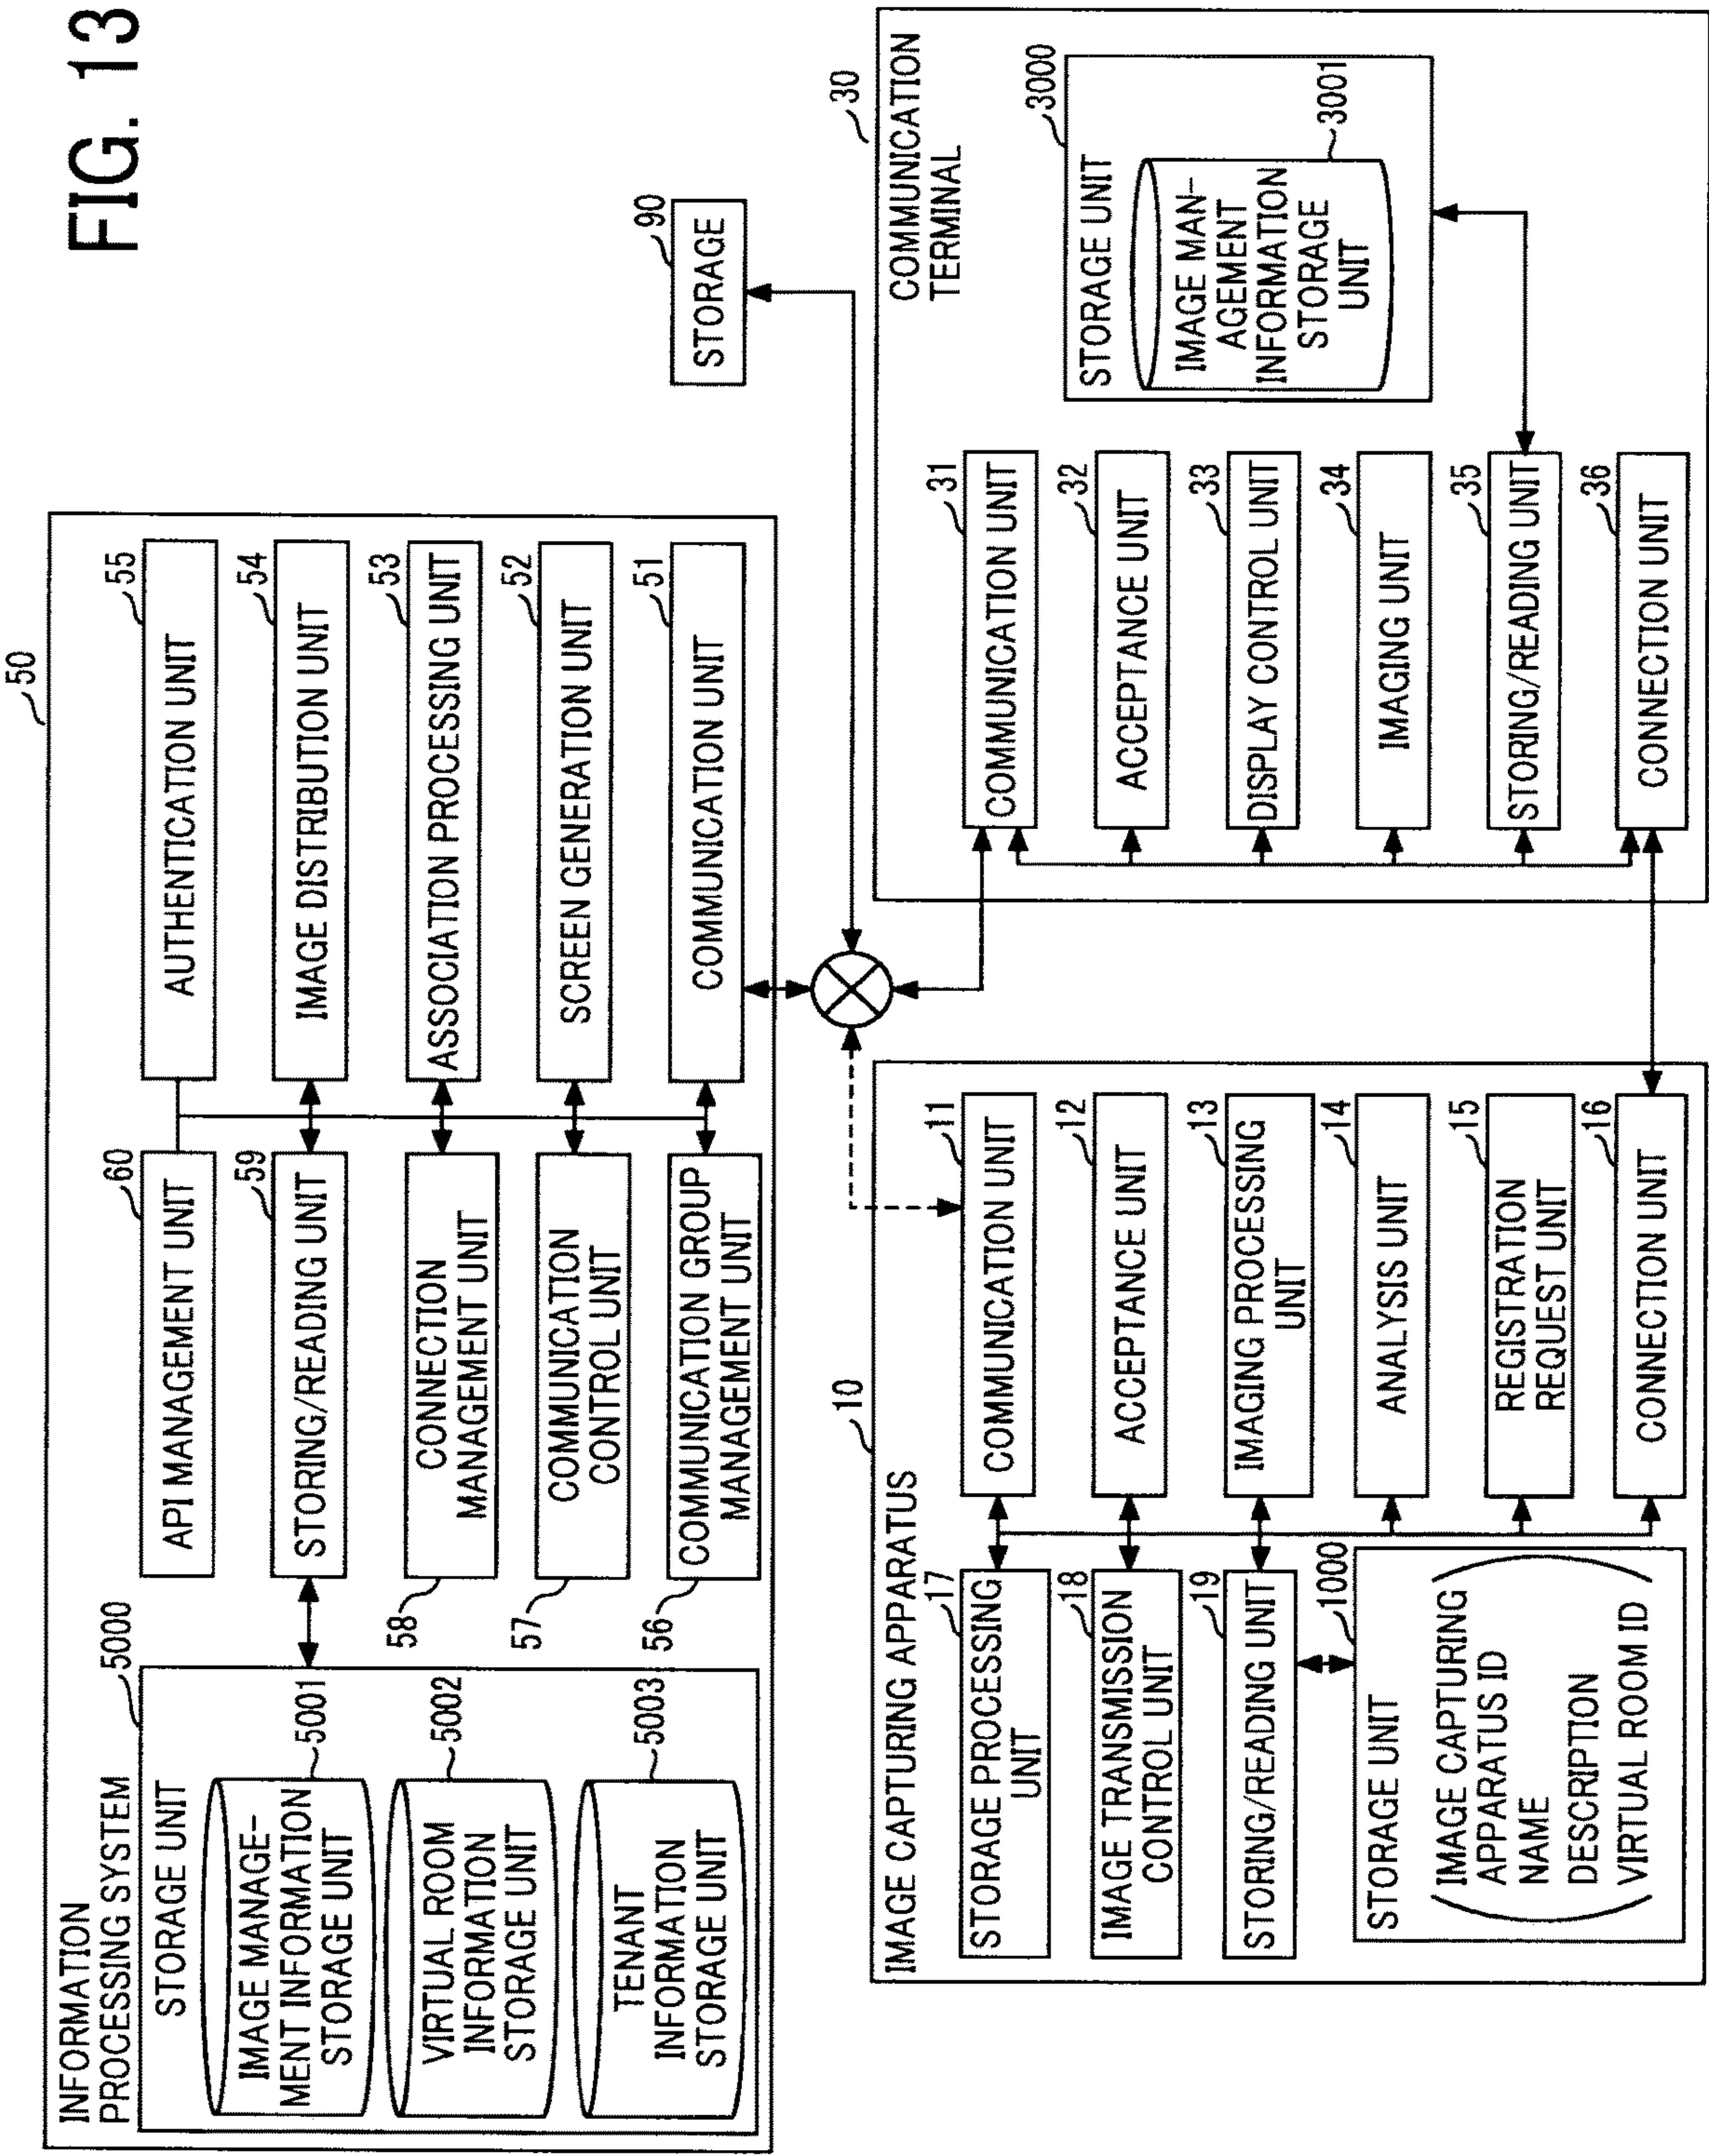 FIG. 13
50
INFORMATION
PROCESSING SYSTEM
5000
STORAGE UNIT
IMAGE MANAGE-
MENT INFORMATION
STORAGE UNIT
5001
VIRTUAL ROOM
INFORMATION
STORAGE UNIT
5002
TENANT
INFORMATION
STORAGE UNIT
5003
60
API MANAGEMENT UNIT
59
STORING/READING UNIT
58
CONNECTION
MANAGEMENT UNIT
57
COMMUNICATION
CONTROL UNIT
56
COMMUNICATION GROUP
MANAGEMENT UNIT
55
AUTHENTICATION UNIT
54
IMAGE DISTRIBUTION UNIT
53
ASSOCIATION PROCESSING UNIT
52
SCREEN GENERATION UNIT
51
COMMUNICATION UNIT
90
STORAGE
10
IMAGE CAPTURING APPARATUS
17
STORAGE PROCESSING
UNIT
18
IMAGE TRANSMISSION
CONTROL UNIT
19
STORING/READING UNIT
1000
STORAGE UNIT
IMAGE CAPTURING
APPARATUS ID
NAME
DESCRIPTION
VIRTUAL ROOM ID
11
COMMUNICATION UNIT
12
ACCEPTANCE UNIT
13
IMAGING PROCESSING
UNIT
14
ANALYSIS UNIT
15
REGISTRATION
REQUEST UNIT
16
CONNECTION UNIT
30
COMMUNICATION
TERMINAL
31
COMMUNICATION UNIT
32
ACCEPTANCE UNIT
33
DISPLAY CONTROL UNIT
34
IMAGING UNIT
35
STORING/READING UNIT
36
CONNECTION UNIT
3000
STORAGE UNIT
3001
IMAGE MAN-
AGEMENT
INFORMATION
STORAGE
UNIT